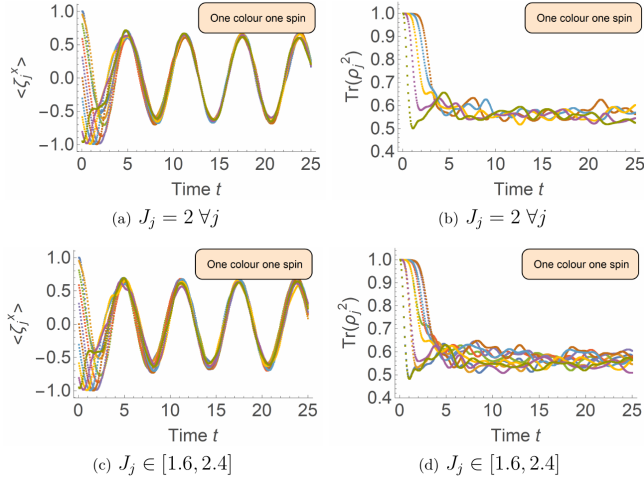 One colour one spin
<ζ_j^x>
1.0
0.5
0.0
−0.5
−1.0
0 5 10 15 20 25
Time t
(a) J_j = 2 ∀j
One colour one spin
Tr(ρ_j^2)
1.0
0.9
0.8
0.7
0.6
0.5
0.4
0 5 10 15 20 25
Time t
(b) J_j = 2 ∀j
One colour one spin
<ζ_j^x>
1.0
0.5
0.0
−0.5
−1.0
0 5 10 15 20 25
Time t
(c) J_j ∈ [1.6, 2.4]
One colour one spin
Tr(ρ_j^2)
1.0
0.9
0.8
0.7
0.6
0.5
0.4
0 5 10 15 20 25
Time t
(d) J_j ∈ [1.6, 2.4]